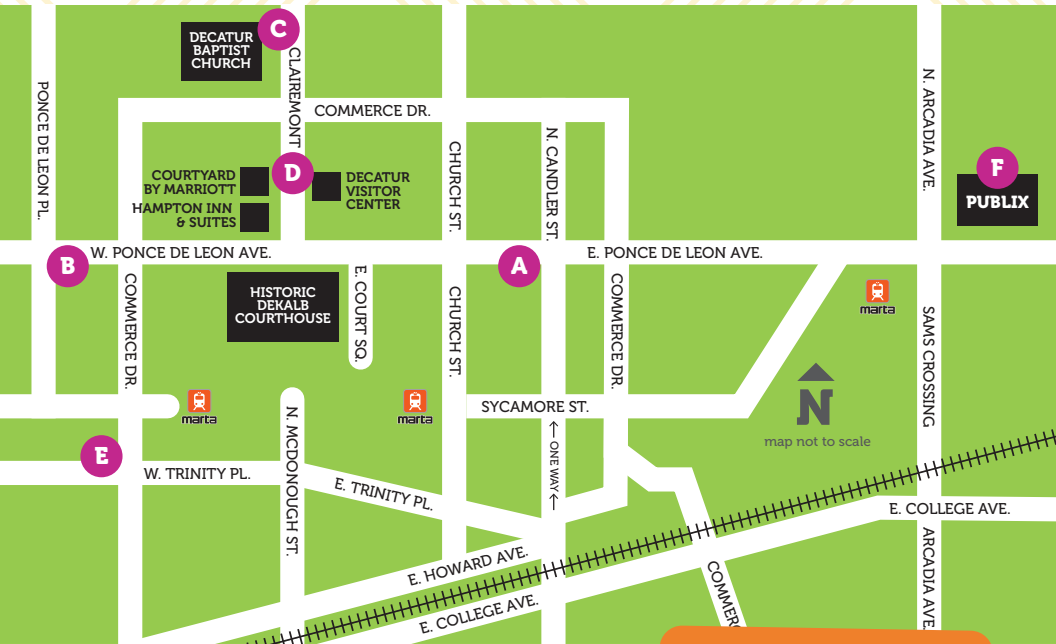 C
DECATUR
BAPTIST
CHURCH
CLAIREMONT
PONCE DE LEON PL.
COMMERCE DR.
N. ARCADIA AVE.
CHURCH ST.
N. CANDLER ST.
D
COURTYARD
BY MARRIOTT
DECATUR
VISITOR
CENTER
HAMPTON INN
& SUITES
F
PUBLIX
B
W. PONCE DE LEON AVE.
A
E. PONCE DE LEON AVE.
COMMERCE DR.
HISTORIC
DEKALB
COURTHOUSE
E. COURT SQ.
CHURCH ST.
COMMERCE DR.
marta
SAMS CROSSING
marta
marta
SYCAMORE ST.
N
map not to scale
N. MCDONOUGH ST.
ONE WAY
E
W. TRINITY PL.
E. TRINITY PL.
E. COLLEGE AVE.
E. HOWARD AVE.
E. COLLEGE AVE.
COMMERC
ARCADIA AVE.